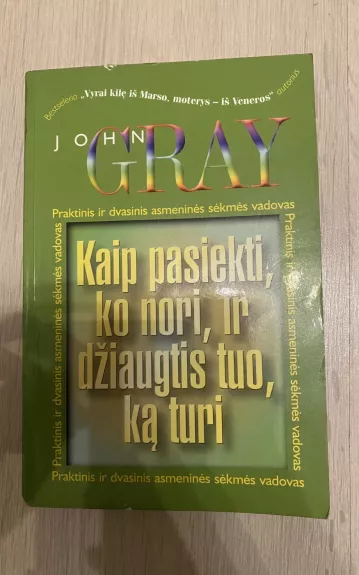 Bestselerio „Vyrai kilę iš Marso, moterys – iš Veneros“ autorius
JOHN
GRAY
Praktinis ir dvasinis asmeninės sėkmės vadovas
Praktinis ir dvasinis asmeninės sėkmės vadovas
Kaip pasiekti,
ko nori, ir
džiaugtis tuo,
ką turi
Praktinis ir dvasinis asmeninės sėkmės vadovas
Praktinis ir dvasinis asmeninės sėkmės vadovas